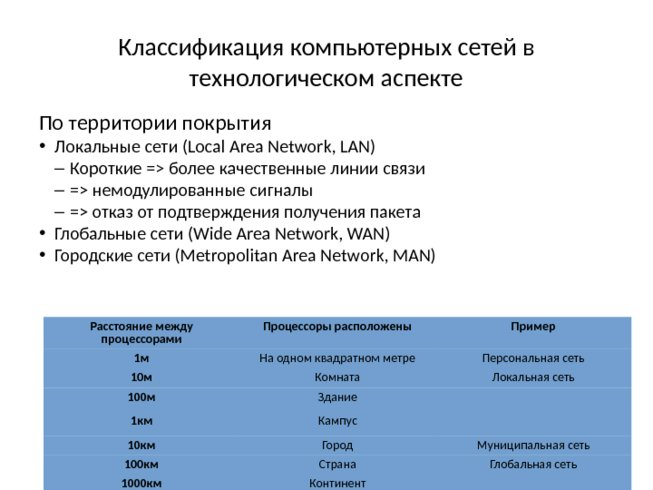 Классификация компьютерных сетей в
технологическом аспекте
По территории покрытия
• Локальные сети (Local Area Network, LAN)
– Короткие => более качественные линии связи
– => немодулированные сигналы
– => отказ от подтверждения получения пакета
• Глобальные сети (Wide Area Network, WAN)
• Городские сети (Metropolitan Area Network, MAN)
Расстояние между процессорами Процессоры расположены Пример
1м На одном квадратном метре Персональная сеть
10м Комната Локальная сеть
100м Здание
1км Кампус
10км Город Муниципальная сеть
100км Страна Глобальная сеть
1000км Континент